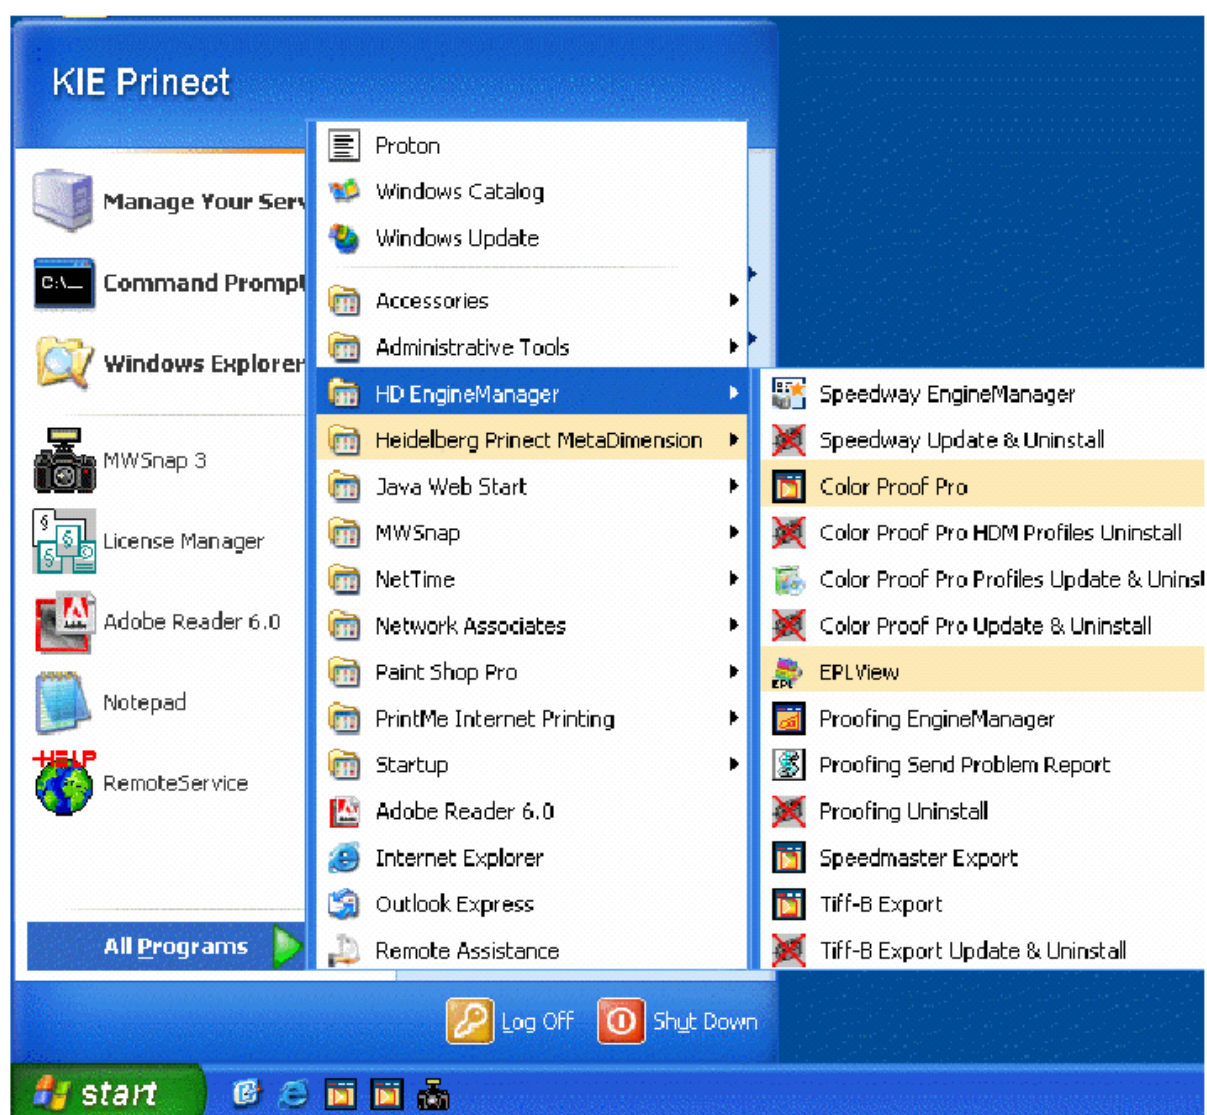 KIE Prinect
Manage Your Serv
Command Prompt
Windows Explorer
MWSnap 3
License Manager
Adobe Reader 6.0
Notepad
HELP
RemoteService
All Programs
Proton
Windows Catalog
Windows Update
Accessories
Administrative Tools
HD EngineManager
Heidelberg Prinect MetaDimension
Java Web Start
MWSnap
NetTime
Network Associates
Paint Shop Pro
PrintMe Internet Printing
Startup
Adobe Reader 6.0
Internet Explorer
Outlook Express
Remote Assistance
Speedway EngineManager
Speedway Update & Uninstall
Color Proof Pro
Color Proof Pro HDM Profiles Uninstall
Color Proof Pro Profiles Update & Uninst
Color Proof Pro Update & Uninstall
EPL
EPLView
Proofing EngineManager
Proofing Send Problem Report
Proofing Uninstall
Speedmaster Export
Tiff-B Export
Tiff-B Export Update & Uninstall
Log Off
Shut Down
start